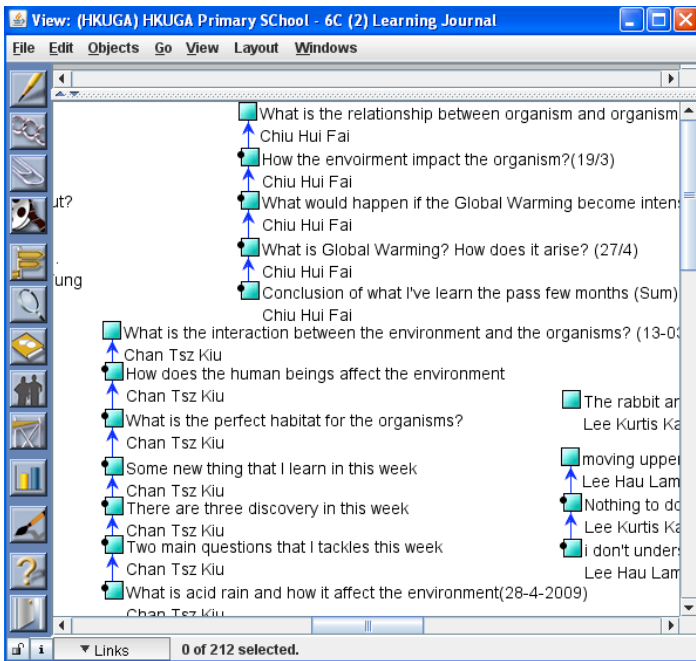 View: (HKUGA) HKUGA Primary SChool - 6C (2) Learning Journal
File Edit Objects Go View Layout Windows
What is the relationship between organism and organism
Chiu Hui Fai
How the envoirment impact the organism?(19/3)
Chiu Hui Fai
What would happen if the Global Warming become intens
Chiu Hui Fai
What is Global Warming? How does it arise? (27/4)
Chiu Hui Fai
Conclusion of what I've learn the pass few months (Sum)
Chiu Hui Fai
ut?
.
ung
What is the interaction between the environment and the organisms? (13-03
Chan Tsz Kiu
How does the human beings affect the environment
Chan Tsz Kiu
What is the perfect habitat for the organisms?
Chan Tsz Kiu
Some new thing that I learn in this week
Chan Tsz Kiu
There are three discovery in this week
Chan Tsz Kiu
Two main questions that I tackles this week
Chan Tsz Kiu
What is acid rain and how it affect the environment(28-4-2009)
Chan Tsz Kiu
The rabbit ar
Lee Kurtis Ka
moving upper
Lee Hau Lam
Nothing to do
Lee Kurtis Ka
i don't unders
Lee Hau Lam
i
Links
0 of 212 selected.